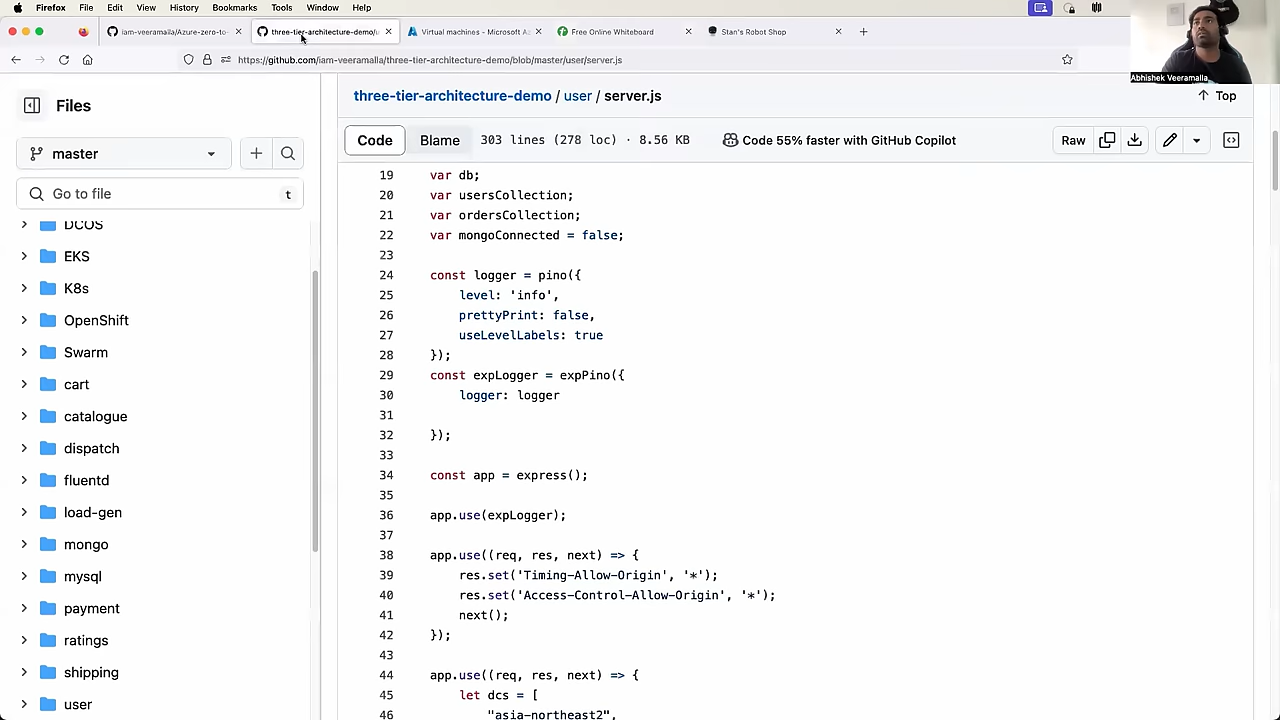 Firefox File Edit View History Bookmarks Tools Window Help
iam-veeramalla/Azure-zero-to-
three-tier-architecture-demo/u
Virtual machines - Microsoft A
Free Online Whiteboard
Stan's Robot Shop
https://github.com/iam-veeramalla/three-tier-architecture-demo/blob/master/user/server.js
Abhishek Veeramalla
Files
three-tier-architecture-demo / user / server.js
Top
master
Code Blame 303 lines (278 loc) · 8.56 KB Code 55% faster with GitHub Copilot Raw
Go to file t
DCOS
EKS
K8s
OpenShift
Swarm
cart
catalogue
dispatch
fluentd
load-gen
mongo
mysql
payment
ratings
shipping
user
19 var db;
20 var usersCollection;
21 var ordersCollection;
22 var mongoConnected = false;
23
24 const logger = pino({
25 level: 'info',
26 prettyPrint: false,
27 useLevelLabels: true
28 });
29 const expLogger = expPino({
30 logger: logger
31
32 });
33
34 const app = express();
35
36 app.use(expLogger);
37
38 app.use((req, res, next) => {
39 res.set('Timing-Allow-Origin', '*');
40 res.set('Access-Control-Allow-Origin', '*');
41 next();
42 });
43
44 app.use((req, res, next) => {
45 let dcs = [
46 "asia-northeast2",